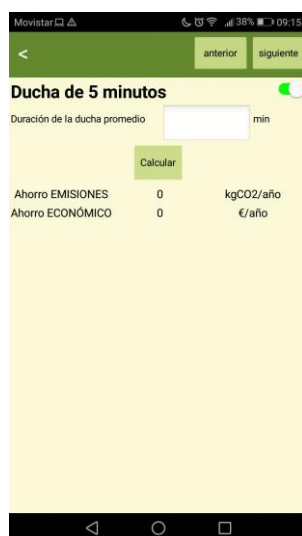 Movistar 38% 09:15
< anterior siguiente
Ducha de 5 minutos
Duración de la ducha promedio min
Calcular
Ahorro EMISIONES 0 kgCO2/año
Ahorro ECONÓMICO 0 €/año